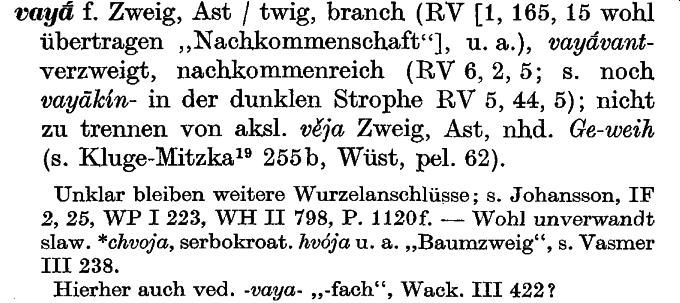 vayā́ f. Zweig, Ast / twig, branch (RV [1, 165, 15 wohl
übertragen „Nachkommenschaft“], u. a.), vayā́vant-
verzweigt, nachkommenreich (RV 6, 2, 5; s. noch
vayākín- in der dunklen Strophe RV 5, 44, 5); nicht
zu trennen von aksl. věja Zweig, Ast, nhd. Ge-weih
(s. Kluge-Mitzka¹⁹ 255b, Wüst, pel. 62).
Unklar bleiben weitere Wurzelanschlüsse; s. Johansson, IF
2, 25, WP I 223, WH II 798, P. 1120f. — Wohl unverwandt
slaw. *chvoja, serbokroat. hvója u. a. „Baumzweig“, s. Vasmer
III 238.
Hierher auch ved. -vaya- „-fach“, Wack. III 422?